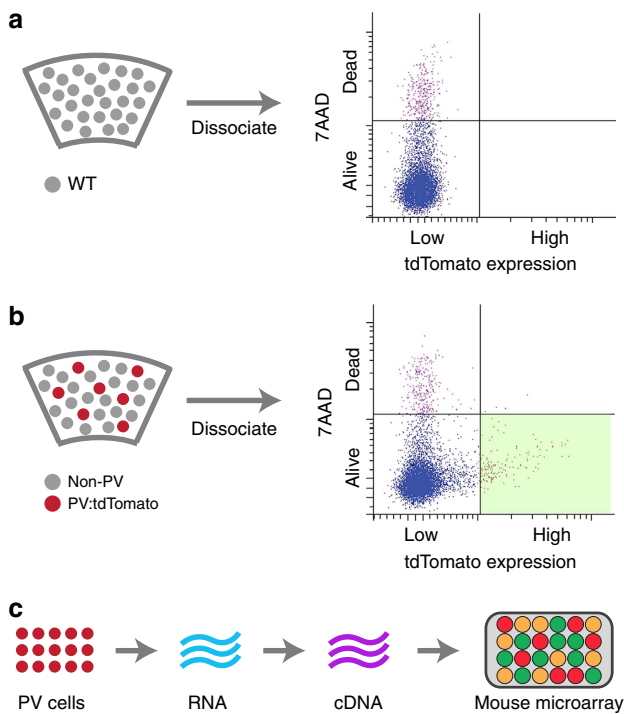 a
Dissociate
WT
7AAD
Dead
Alive
Low
High
tdTomato expression
b
Dissociate
Non-PV
PV:tdTomato
7AAD
Dead
Alive
Low
High
tdTomato expression
c
PV cells
RNA
cDNA
Mouse microarray